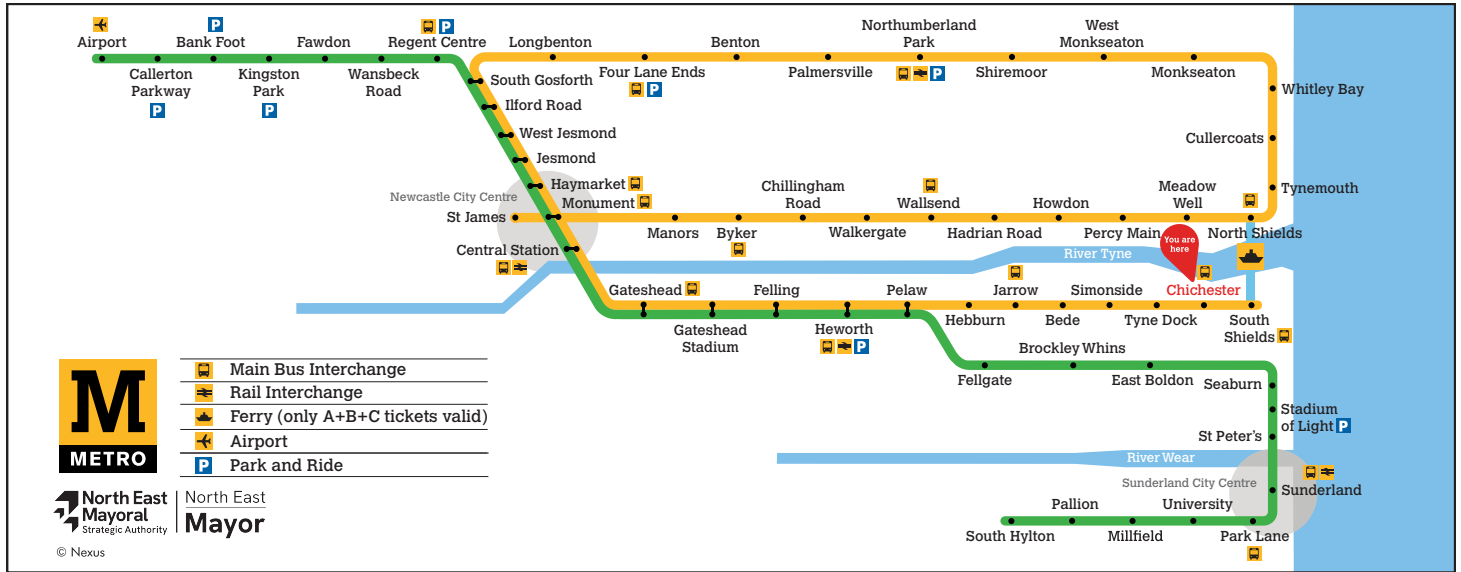 Airport
Callerton
Parkway
P
Bank Foot
P
Kingston
Park
P
Fawdon
Wansbeck
Road
Regent Centre
P
Longbenton
Four Lane Ends
P
Benton
Palmersville
Northumberland
Park
P
Shiremoor
West
Monkseaton
Monkseaton
Whitley Bay
Cullercoats
Tynemouth
South Gosforth
Ilford Road
West Jesmond
Jesmond
Haymarket
Newcastle City Centre
Monument
St James
Central Station
Manors
Byker
Chillingham
Road
Walkergate
Wallsend
Hadrian Road
Howdon
Percy Main
Meadow
Well
North Shields
You are
here
River Tyne
Gateshead
Gateshead
Stadium
Felling
Heworth
P
Pelaw
Hebburn
Jarrow
Bede
Simonside
Tyne Dock
Chichester
South
Shields
Fellgate
Brockley Whins
East Boldon
Seaburn
Stadium
of Light P
St Peter's
River Wear
Sunderland City Centre
Sunderland
Park Lane
University
Millfield
Pallion
South Hylton
M
METRO
Main Bus Interchange
Rail Interchange
Ferry (only A+B+C tickets valid)
Airport
P Park and Ride
North East
Mayoral
Strategic Authority
North East
Mayor
© Nexus